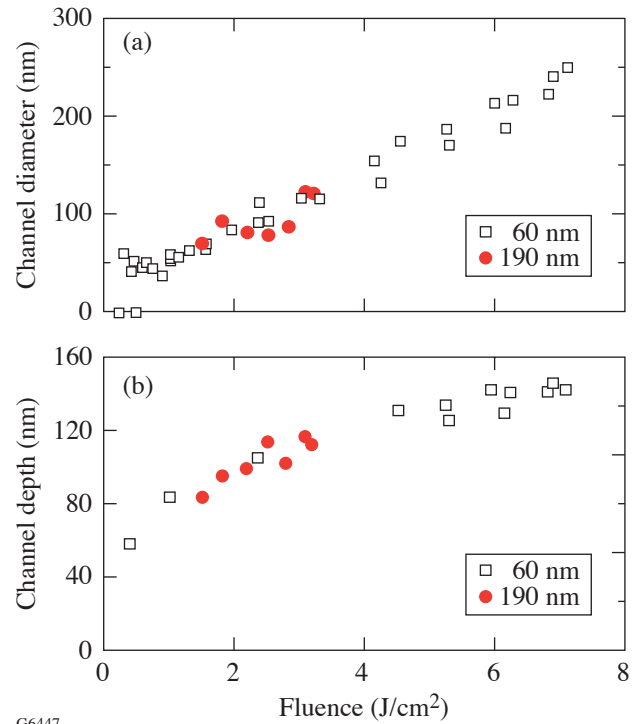 300
(a)
200
100
0
Channel diameter (nm)
60 nm
190 nm
160
(b)
120
80
40
0
Channel depth (nm)
60 nm
190 nm
0 2 4 6 8
Fluence (J/cm²)
G6447